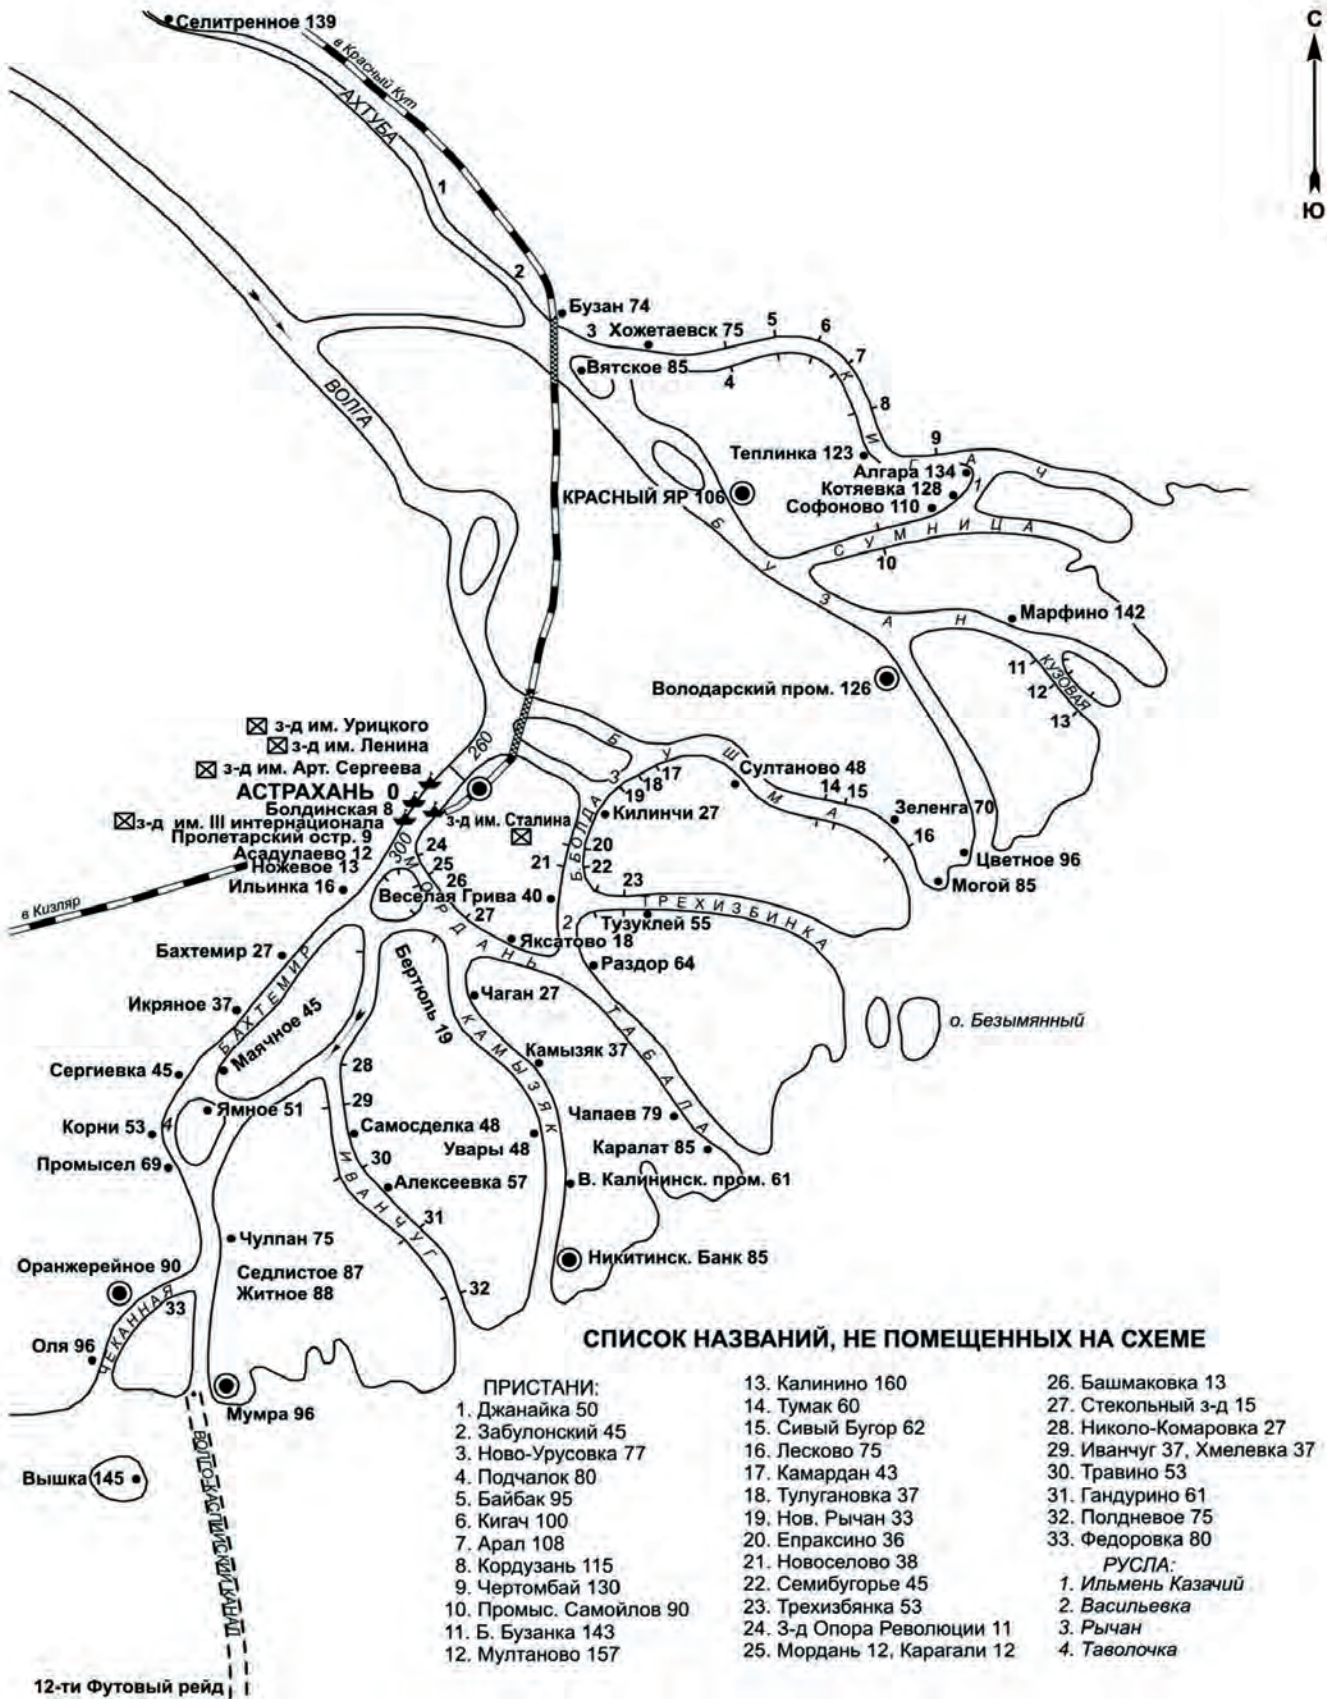 С
Селитренное 139
в Красный Кут
АХТУБА
1
Ю
2
Бузан 74
3 Хожетаевск 75
5
6
7
Вятское 85
4
К И Г А Ч
8
ВОЛГА
9
Теплинка 123
Алгара 134
1
КРАСНЫЙ ЯР 106
Котяевка 128
Софоново 110
СУМНИЦА
10
БУЗАН
Марфино 142
11
КУЗОВАЯ
12
13
Володарский пром. 126
з-д им. Урицкого
260
з-д им. Ленина
з-д им. Арт. Сергеева
БУШМА
Султаново 48
АСТРАХАНЬ 0
3
17
18
19
14
15
Болдинская 8
з-д им. III интернационала
з-д им. Сталина
Килинчи 27
Зеленга 70
Пролетарский остр. 9
Асадулаево 12
300
24
20
16
Ножевое 13
25
21
22
Б.БОЛДА
Цветное 96
Ильинка 16
26
Веселая Грива 40
23
Могой 85
в Кизляр
МОРДАНЬ
27
2
ТРЕХИЗБИНКА
Тузуклей 55
Яксатово 18
Бахтемир 27
Раздор 64
БАХТЕМИР
Бертюль 19
Чаган 27
Икряное 37
Маячное 45
КАМЫЗЯК
ТАБАЛА
о. Безымянный
Сергиевка 45
28
Камызяк 37
Ямное 51
29
Чапаев 79
Корни 53
4
Самосделка 48
Увары 48
Каралат 85
Промысел 69
30
ИВАНЧУГ
Алексеевка 57
В. Калининск. пром. 61
31
Чулпан 75
Оранжерейное 90
Седлистое 87
Никитинск. Банк 85
Житное 88
32
33
ЧЕКАННАЯ
Оля 96
Мумра 96
ВОЛГО-КАСПИЙСКИЙ КАНАЛ
Вышка 145
12-ти Футовый рейд
СПИСОК НАЗВАНИЙ, НЕ ПОМЕЩЕННЫХ НА СХЕМЕ
ПРИСТАНИ:
1. Джанайка 50
2. Забулонский 45
3. Ново-Урусовка 77
4. Подчалок 80
5. Байбак 95
6. Кигач 100
7. Арал 108
8. Кордузань 115
9. Чертомбай 130
10. Промыс. Самойлов 90
11. Б. Бузанка 143
12. Мултаново 157
13. Калинино 160
14. Тумак 60
15. Сивый Бугор 62
16. Лесково 75
17. Камардан 43
18. Тулугановка 37
19. Нов. Рычан 33
20. Епраксино 36
21. Новоселово 38
22. Семибугорье 45
23. Трехизбянка 53
24. З-д Опора Революции 11
25. Мордань 12, Карагали 12
26. Башмаковка 13
27. Стекольный з-д 15
28. Николо-Комаровка 27
29. Иванчуг 37, Хмелевка 37
30. Травино 53
31. Гандурино 61
32. Полдневое 75
33. Федоровка 80
РУСЛА:
1. Ильмень Казачий
2. Васильевка
3. Рычан
4. Таволочка